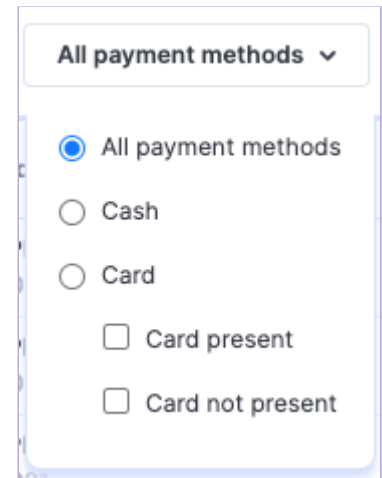 All payment methods
All payment methods
Cash
Card
Card present
Card not present